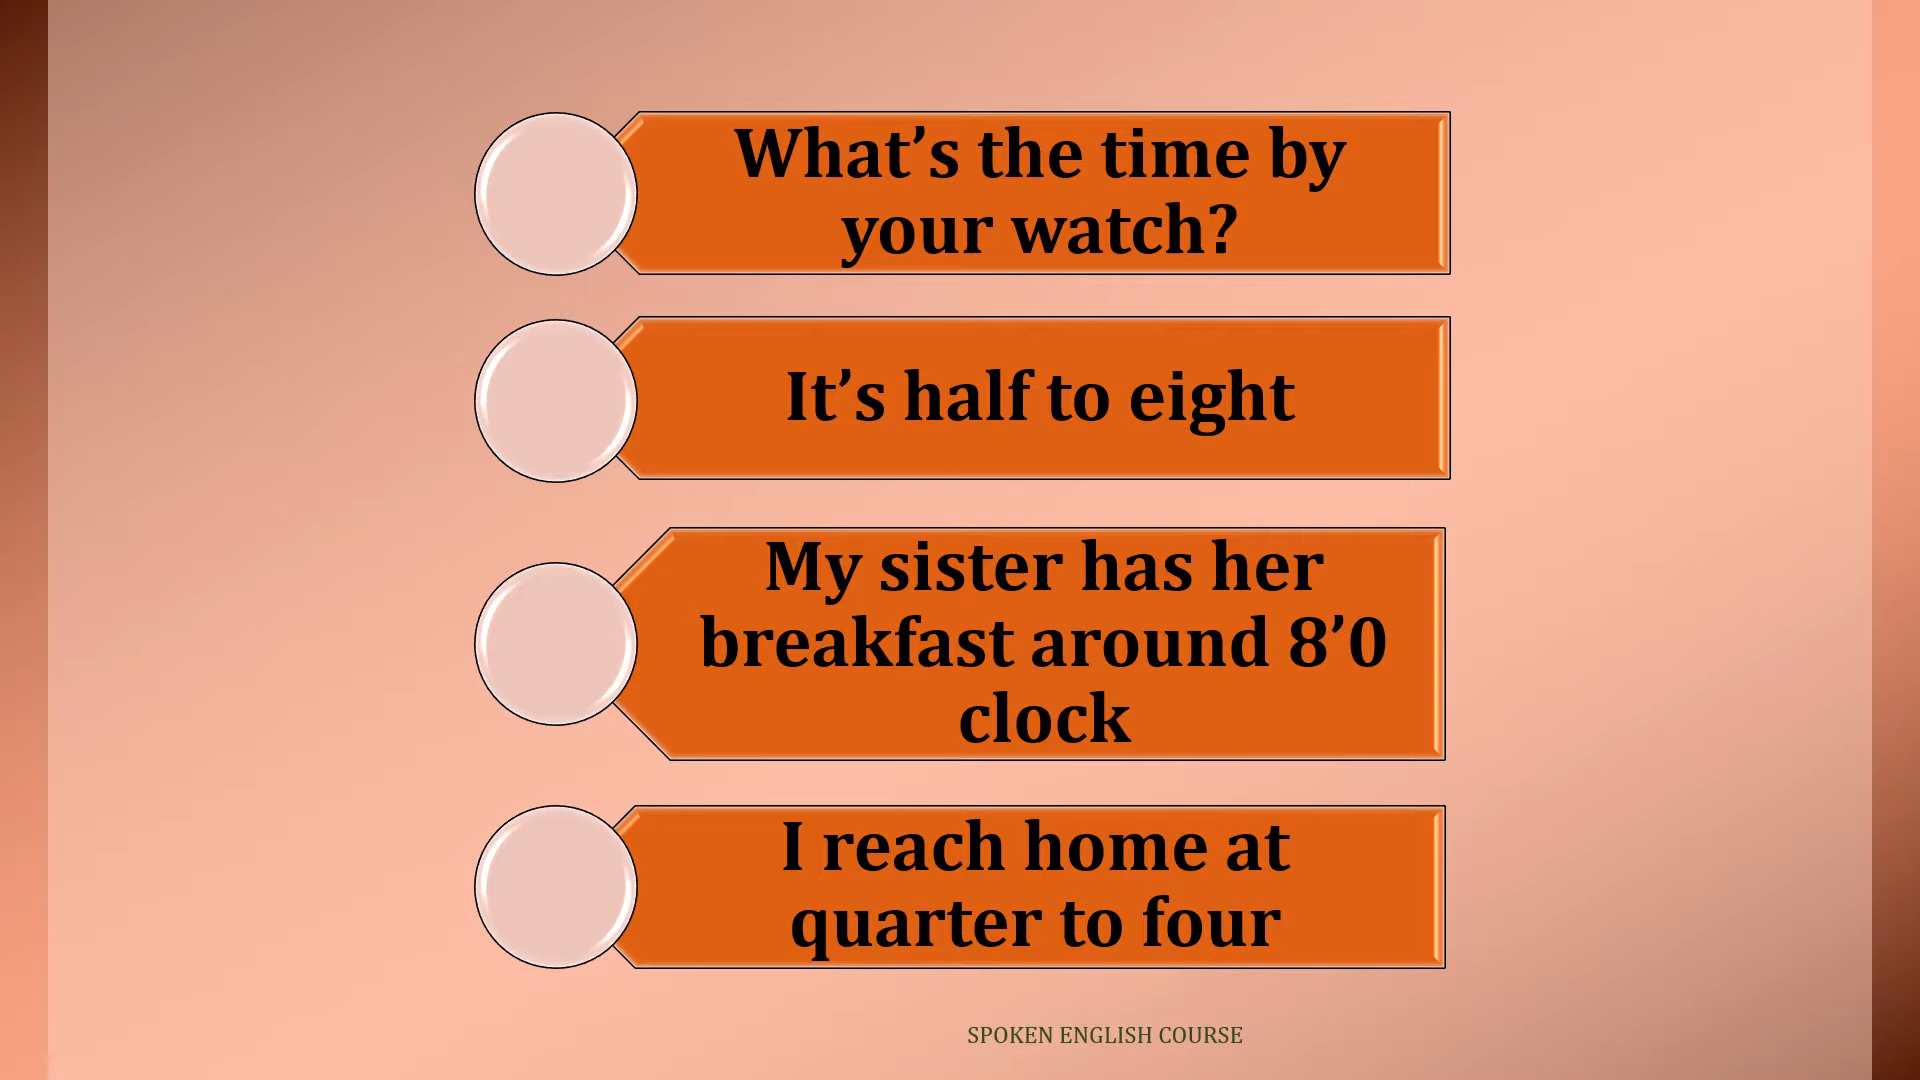 What’s the time by
your watch?
It’s half to eight
My sister has her
breakfast around 8’0
clock
I reach home at
quarter to four
SPOKEN ENGLISH COURSE